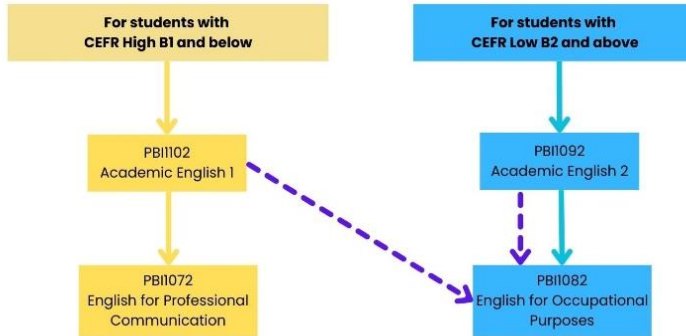 For students with
CEFR High B1 and below
For students with
CEFR Low B2 and above
PBI1102
Academic English 1
PBI1092
Academic English 2
PBI1072
English for Professional
Communication
PBI1082
English for Occupational
Purposes